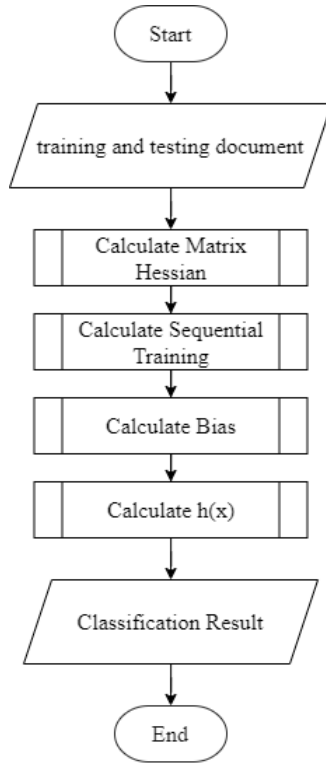 Start
training and testing document
Calculate Matrix
Hessian
Calculate Sequential
Training
Calculate Bias
Calculate h(x)
Classification Result
End